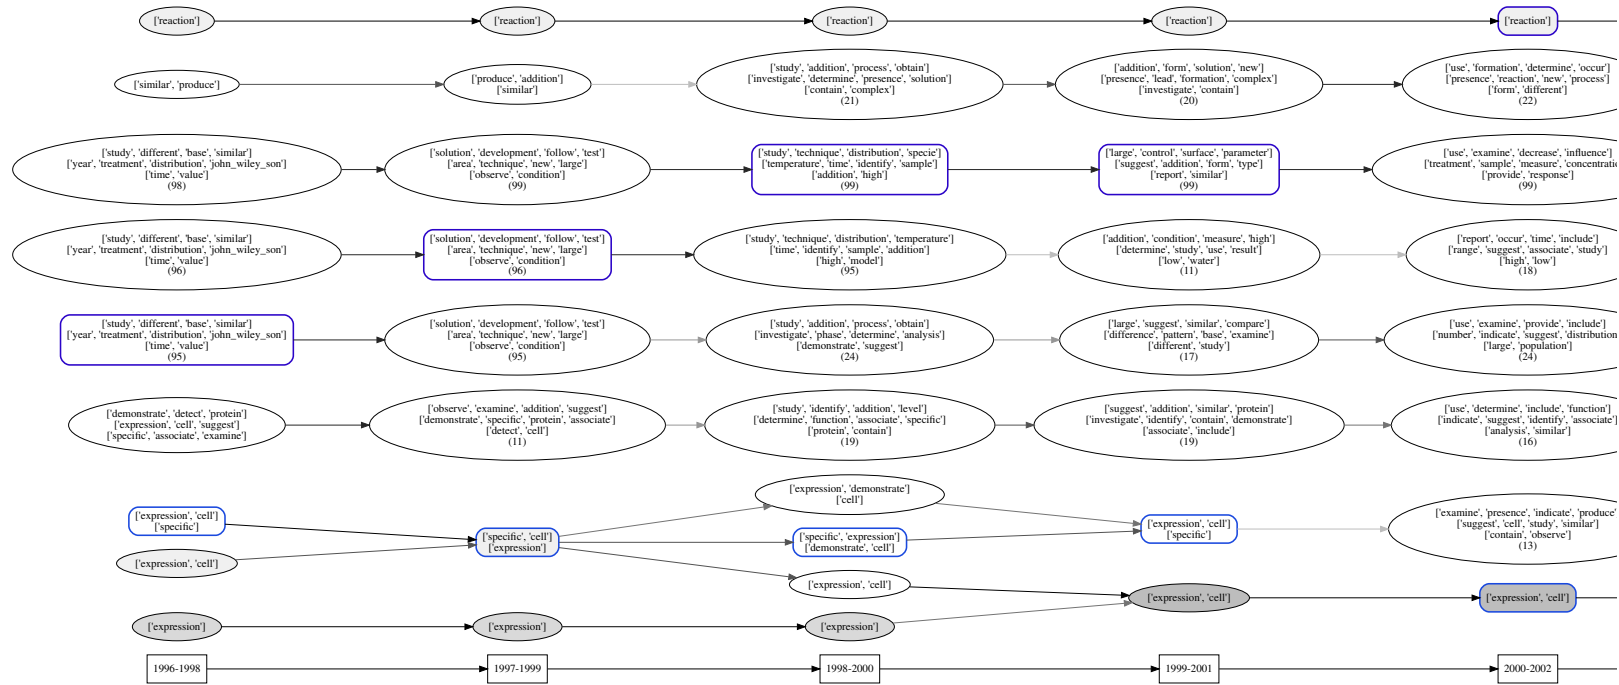 ['reaction']
['reaction']
['reaction']
['reaction']
['reaction']
['similar', 'produce']
['produce', 'addition']
['similar']
['study', 'addition', 'process', 'obtain']
['investigate', 'determine', 'presence', 'solution']
['contain', 'complex']
(21)
['addition', 'form', 'solution', 'new']
['presence', 'lead', 'formation', 'complex']
['investigate', 'contain']
(20)
['use', 'formation', 'determine', 'occur']
['presence', 'reaction', 'new', 'process']
['form', 'different']
(22)
['study', 'different', 'base', 'similar']
['year', 'treatment', 'distribution', 'john_wiley_son']
['time', 'value']
(98)
['solution', 'development', 'follow', 'test']
['area', 'technique', 'new', 'large']
['observe', 'condition']
(99)
['study', 'technique', 'distribution', 'specie']
['temperature', 'time', 'identify', 'sample']
['addition', 'high']
(99)
['large', 'control', 'surface', 'parameter']
['suggest', 'addition', 'form', 'type']
['report', 'similar']
(99)
['use', 'examine', 'decrease', 'influence']
['treatment', 'sample', 'measure', 'concentratio
['provide', 'response']
(99)
['study', 'different', 'base', 'similar']
['year', 'treatment', 'distribution', 'john_wiley_son']
['time', 'value']
(96)
['solution', 'development', 'follow', 'test']
['area', 'technique', 'new', 'large']
['observe', 'condition']
(96)
['study', 'technique', 'distribution', 'temperature']
['time', 'identify', 'sample', 'addition']
['high', 'model']
(95)
['addition', 'condition', 'measure', 'high']
['determine', 'study', 'use', 'result']
['low', 'water']
(11)
['report', 'occur', 'time', 'include']
['range', 'suggest', 'associate', 'study']
['high', 'low']
(18)
['study', 'different', 'base', 'similar']
['year', 'treatment', 'distribution', 'john_wiley_son']
['time', 'value']
(95)
['solution', 'development', 'follow', 'test']
['area', 'technique', 'new', 'large']
['observe', 'condition']
(95)
['study', 'addition', 'process', 'obtain']
['investigate', 'phase', 'determine', 'analysis']
['demonstrate', 'suggest']
(24)
['large', 'suggest', 'similar', 'compare']
['difference', 'pattern', 'base', 'examine']
['different', 'study']
(17)
['use', 'examine', 'provide', 'include']
['number', 'indicate', 'suggest', 'distribution
['large', 'population']
(24)
['demonstrate', 'detect', 'protein']
['expression', 'cell', 'suggest']
['specific', 'associate', 'examine']
['observe', 'examine', 'addition', 'suggest']
['demonstrate', 'specific', 'protein', 'associate']
['detect', 'cell']
(11)
['study', 'identify', 'addition', 'level']
['determine', 'function', 'associate', 'specific']
['protein', 'contain']
(19)
['suggest', 'addition', 'similar', 'protein']
['investigate', 'identify', 'contain', 'demonstrate']
['associate', 'include']
(19)
['use', 'determine', 'include', 'function']
['indicate', 'suggest', 'identify', 'associate']
['analysis', 'similar']
(16)
['expression', 'demonstrate']
['cell']
['expression', 'cell']
['specific']
['specific', 'cell']
['expression']
['specific', 'expression']
['demonstrate', 'cell']
['expression', 'cell']
['specific']
['examine', 'presence', 'indicate', 'produce'
['suggest', 'cell', 'study', 'similar']
['contain', 'observe']
(13)
['expression', 'cell']
['expression', 'cell']
['expression', 'cell']
['expression', 'cell']
['expression']
['expression']
['expression']
1996-1998
1997-1999
1998-2000
1999-2001
2000-2002